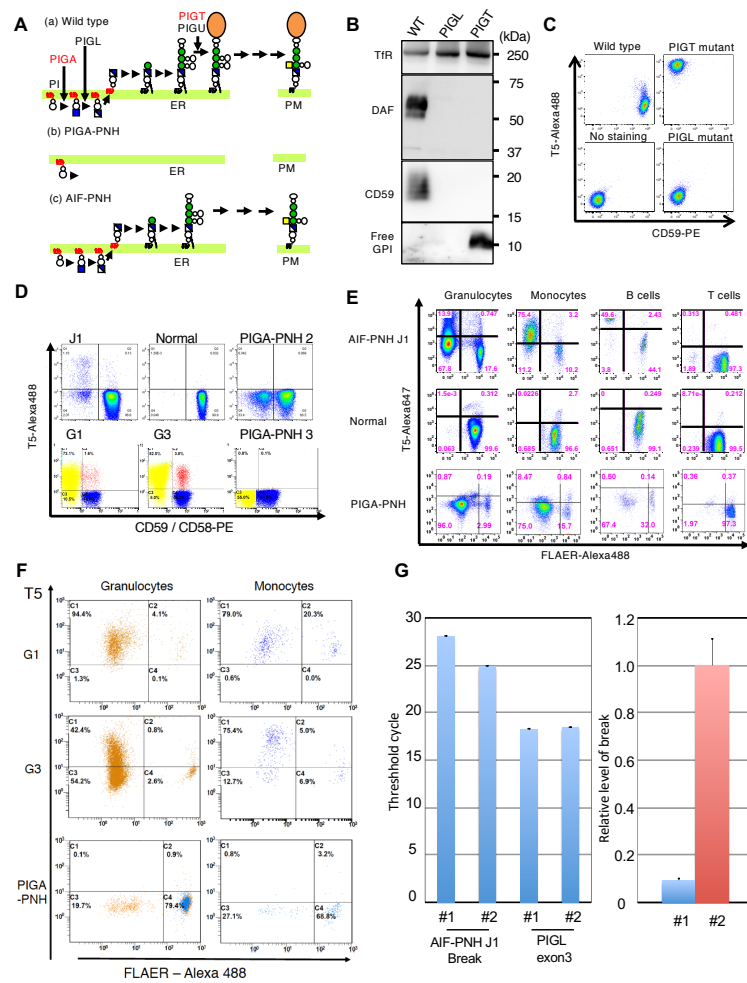 A
(a) Wild type
PIGT
PIGU
PIGL
PIGA
PI
ER
PM
(b)
PIGA-PNH
ER
PM
(c) AIF-PNH
ER
PM
B
WT
PIGL
PIGT
(kDa)
TfR
250
75
DAF
50
37
20
CD59
15
Free
GPI
10
C
Wild type
PIGT mutant
No staining
PIGL mutant
T5-Alexa488
CD59-PE
D
J1
Normal
PIGA-PNH 2
G1
G3
PIGA-PNH 3
T5-Alexa488
CD59 / CD58-PE
E
Granulocytes
Monocytes
B cells
T cells
AIF-PNH J1
13.9 0.747
67.8 17.6
75.4 3.2
11.2 10.2
49.6 2.43
3.8 44.1
0.313 0.481
1.89 97.3
Normal
1.5e-3 0.312
0.063 99.6
0.0226 2.7
0.685 96.6
0 0.249
0.651 99.1
8.71e-3 0.212
0.239 99.5
PIGA-PNH
0.87 0.19
96.0 2.99
8.47 0.84
75.0 15.7
0.50 0.14
67.4 32.0
0.36 0.37
1.97 97.3
T5-Alexa647
FLAER-Alexa488
F
T5
Granulocytes
Monocytes
G1
C1 94.4%
C2 4.1%
C3 1.3%
C4 0.1%
C1 79.0%
C2 20.3%
C3 0.6%
C4 0.0%
G3
C1 42.4%
C2 0.8%
C3 54.2%
C4 2.6%
C1 75.4%
C2 5.0%
C3 12.7%
C4 6.9%
PIGA
-PNH
C1 0.1%
C2 0.9%
C3 19.7%
C4 79.4%
C1 0.8%
C2 3.2%
C3 27.1%
C4 68.8%
FLAER – Alexa 488
G
Threshhold cycle
30
25
20
15
10
5
0
#1 #2 #1 #2
AIF-PNH J1
Break
PIGL
exon3
Relative level of break
1.2
1.0
0.8
0.6
0.4
0.2
0
#1 #2